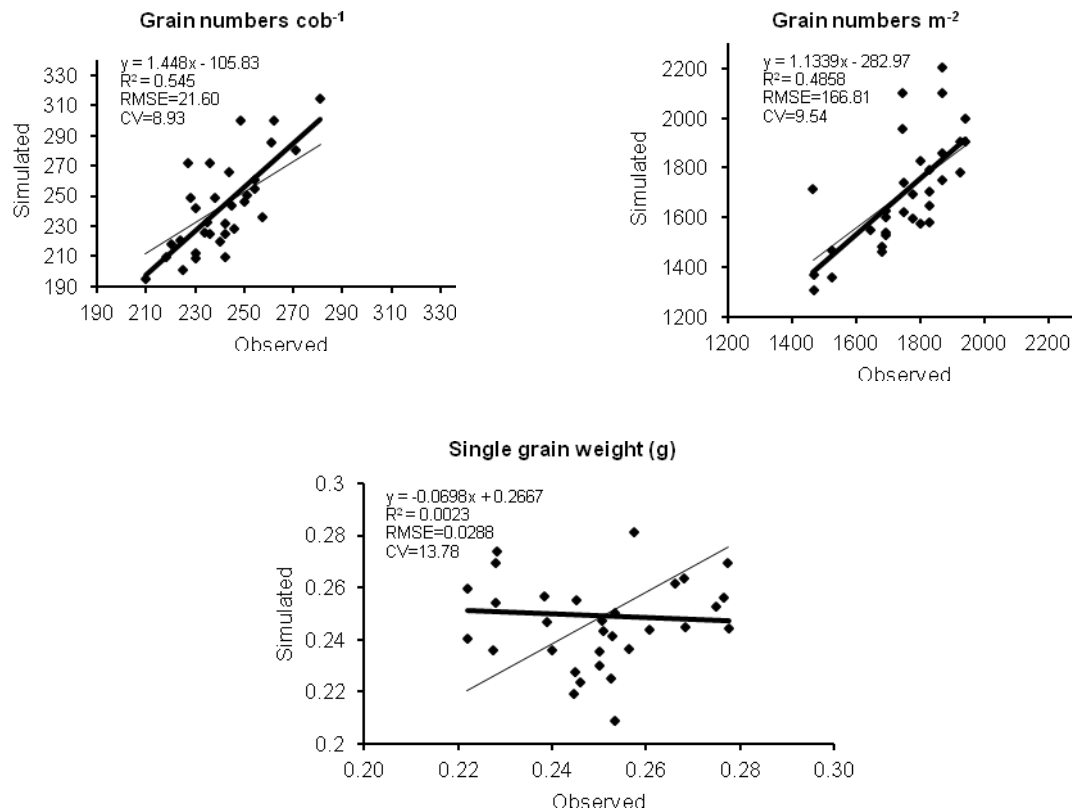 Grain numbers cob⁻¹
y = 1.448x - 105.83
R² = 0.545
RMSE=21.60
CV=8.93
330
310
290
270
250
230
210
190
Simulated
190 210 230 250 270 290 310 330
Observed
Grain numbers m⁻²
y = 1.1339x - 282.97
R² = 0.4858
RMSE=166.81
CV=9.54
2200
2000
1800
1600
1400
1200
Simulated
1200 1400 1600 1800 2000 2200
Observed
Single grain weight (g)
y = -0.0698x + 0.2667
R² = 0.0023
RMSE=0.0288
CV=13.78
0.3
0.28
0.26
0.24
0.22
0.2
Simulated
0.20 0.22 0.24 0.26 0.28 0.30
Observed